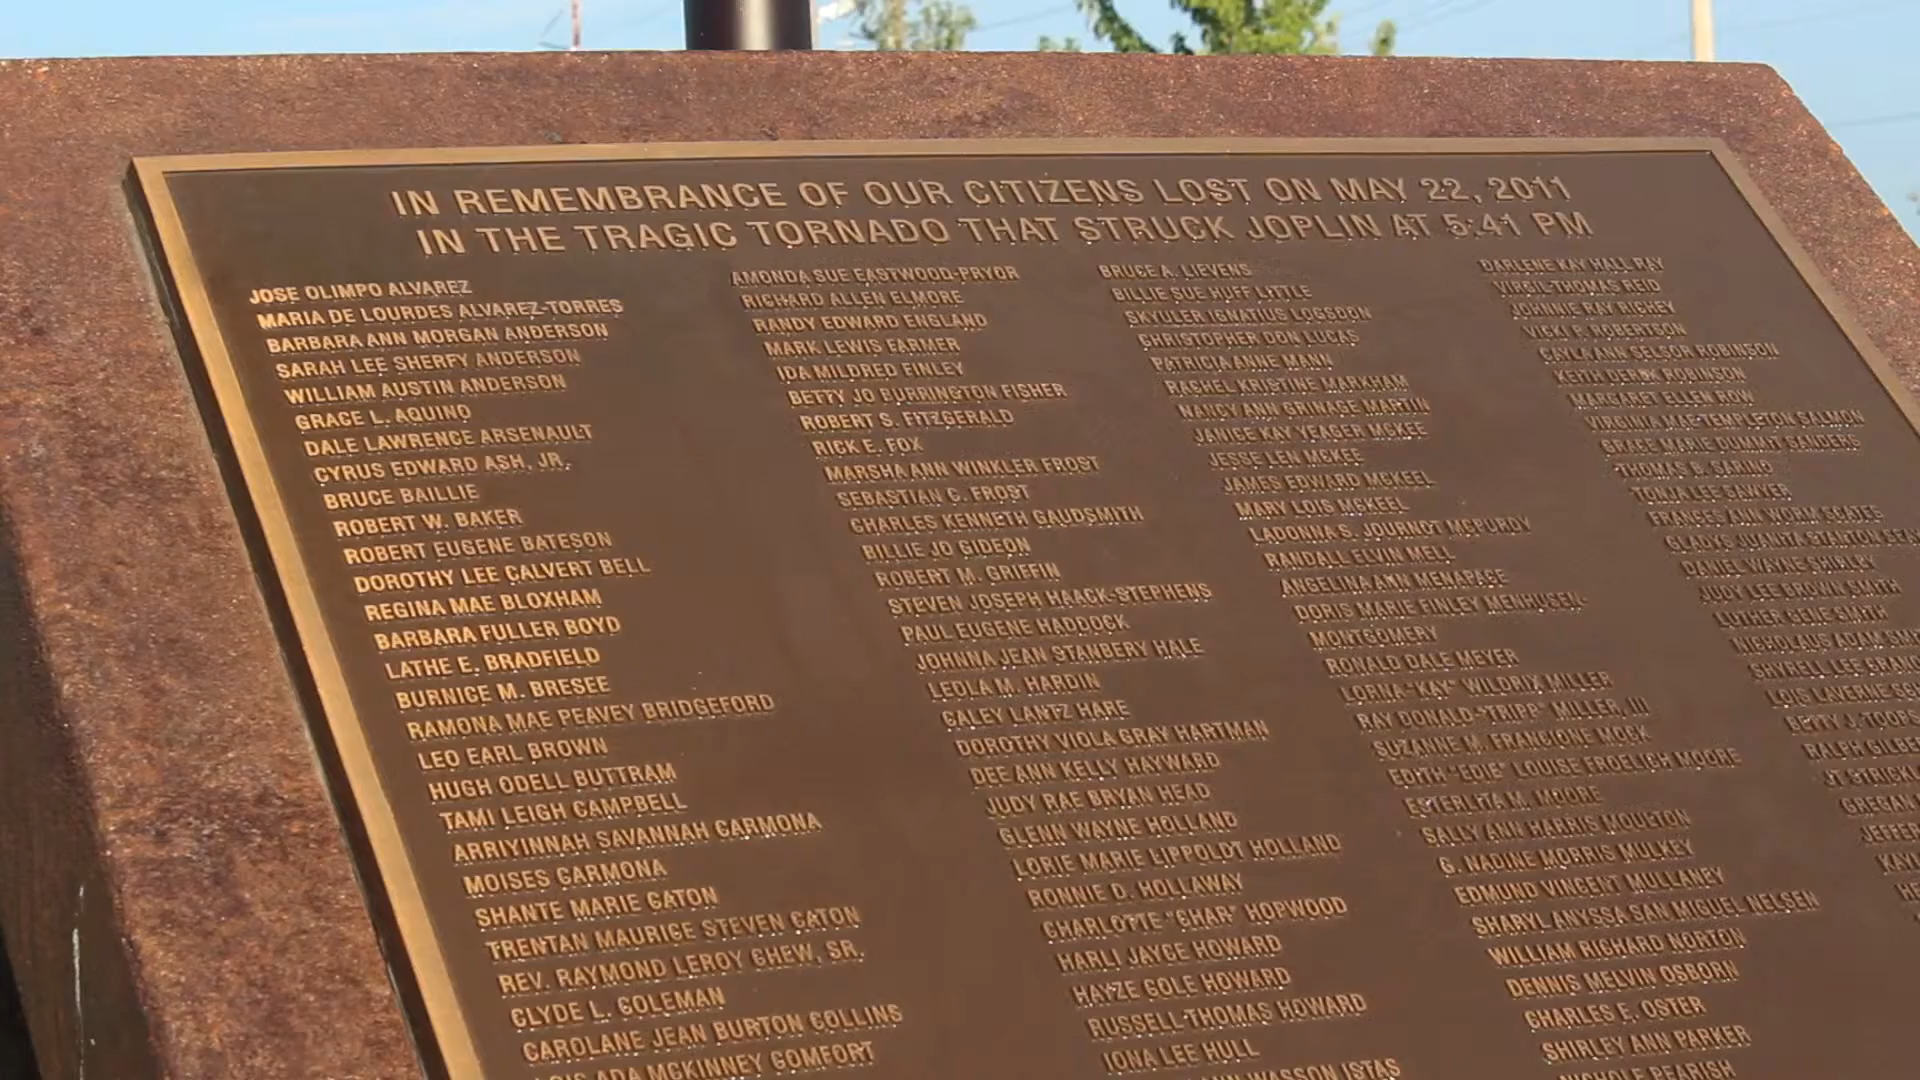 IN REMEMBRANCE OF OUR CITIZENS LOST ON MAY 22, 2011
IN THE TRAGIC TORNADO THAT STRUCK JOPLIN AT 5:41 PM
JOSE OLIMPO ALVAREZ
MARIA DE LOURDES ALVAREZ-TORRES
BARBARA ANN MORGAN ANDERSON
SARAH LEE SHERFY ANDERSON
WILLIAM AUSTIN ANDERSON
GRACE L. AQUINO
DALE LAWRENCE ARSENAULT
CYRUS EDWARD ASH, JR.
BRUCE BAILLIE
ROBERT W. BAKER
ROBERT EUGENE BATESON
DOROTHY LEE CALVERT BELL
REGINA MAE BLOXHAM
BARBARA FULLER BOYD
LATHE E. BRADFIELD
BURNICE M. BRESEE
RAMONA MAE PEAVEY BRIDGEFORD
LEO EARL BROWN
HUGH ODELL BUTTRAM
TAMI LEIGH CAMPBELL
ARRIYINNAH SAVANNAH CARMONA
MOISES CARMONA
SHANTE MARIE CATON
TRENTAN MAURICE STEVEN CATON
REV. RAYMOND LEROY CHEW, SR.
CLYDE L. COLEMAN
CAROLANE JEAN BURTON COLLINS
LOIS ADA MCKINNEY COMFORT
AMONDA SUE EASTWOOD-PRYOR
RICHARD ALLEN ELMORE
RANDY EDWARD ENGLAND
MARK LEWIS FARMER
IDA MILDRED FINLEY
BETTY JO BURRINGTON FISHER
ROBERT S. FITZGERALD
RICK E. FOX
MARSHA ANN WINKLER FROST
SEBASTIAN C. FROST
CHARLES KENNETH GAUDSMITH
BILLIE JO GIDEON
ROBERT M. GRIFFIN
STEVEN JOSEPH HAACK-STEPHENS
PAUL EUGENE HADDOCK
JOHNNA JEAN STANBERY HALE
LEOLA M. HARDIN
CALEY LANTZ HARE
DOROTHY VIOLA GRAY HARTMAN
DEE ANN KELLY HAYWARD
JUDY RAE BRYAN HEAD
GLENN WAYNE HOLLAND
LORIE MARIE LIPPOLDT HOLLAND
RONNIE D. HOLLAWAY
CHARLOTTE "CHAR" HOPWOOD
HARLI JAYCE HOWARD
HAYZE COLE HOWARD
RUSSELL THOMAS HOWARD
IONA LEE HULL
WASSON ISTAS
BRUCE A. LIEVENS
BILLIE SUE HUFF LITTLE
SKYULER IGNATIUS LOGSDON
CHRISTOPHER DON LUCAS
PATRICIA ANNE MANN
RACHEL KRISTINE MARKHAM
NANCY ANN GRINAGE MARTIN
JANICE KAY YEAGER MCKEE
JESSE LEN MCKEE
JAMES EDWARD MCKEEL
MARY LOIS MCKEEL
LADONNA S. JOURNOT MCPURDY
RANDALL ELVIN MELL
ANGELINA ANN MENAPACE
DORIS MARIE FINLEY MENHUSEN
MONTGOMERY
RONALD DALE MEYER
LORNA "KAY" WILDRIX MILLER
RAY DONALD "TRIPP" MILLER, III
SUZANNE M. FRANCIONE MOCK
EDITH "EDIE" LOUISE FROELICH MOORE
ESTERLITA M. MOORE
SALLY ANN HARRIS MOULTON
G. NADINE MORRIS MULKEY
EDMUND VINCENT MULLANEY
SHARYL ANYSSA SAN MIGUEL NELSEN
WILLIAM RICHARD NORTON
DENNIS MELVIN OSBORN
CHARLES E. OSTER
SHIRLEY ANN PARKER
NICHOLE PEARISH
DARLENE KAY HALL RAY
VIRGIL THOMAS REID
JOHNNIE RAY RICHEY
VICKI F. ROBERTSON
CAYLA ANN SELSOR ROBINSON
KEITH DERIK ROBINSON
MARGARET ELLEN ROW
VIRGINIA MAE TEMPLETON SALMON
GRACE MARIE DUMMIT SANDERS
THOMAS B. SARINO
TONJA LEE SAWYER
FRANCES ANN WORM SCATES
GLADYS JUANITA STANTON
DANIEL WAYNE SHIRLEY
JUDY LEE BROWN SMITH
LUTHER GENE SMITH
NICHOLAUS ADAM
SHYRELL LEE
LOIS LAVERNE
BETTY J.
RALPH
JT
GREGAN